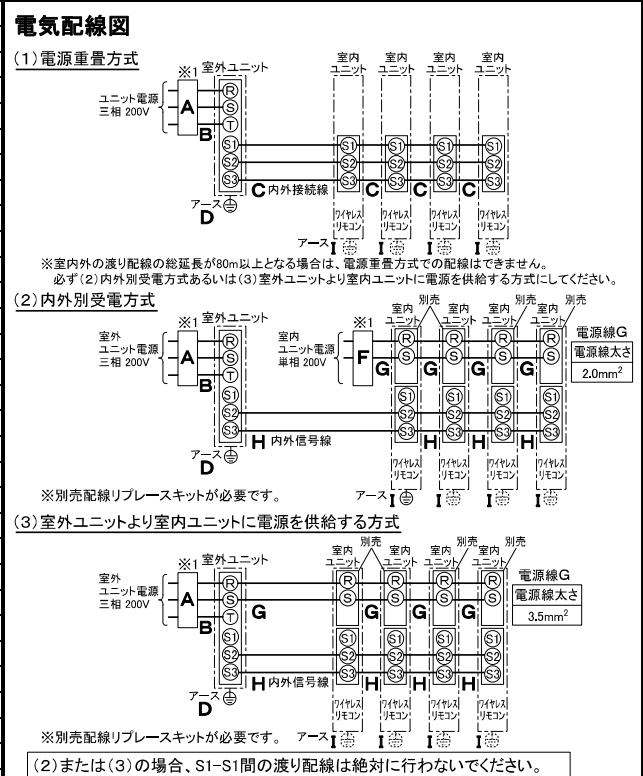 電気配線図
(1)電源重畳方式
※1 室外ユニット
室内 ユニット 室内 ユニット 室内 ユニット 室内 ユニット
ユニット電源 三相 200V
A
B
R
S
T
S1 S1 S1 S1 S1
S2 S2 S2 S2 S2
S3 S3 S3 S3 S3
C 内外接続線 C C C
アース
D
ワイヤレス リモコン ワイヤレス リモコン ワイヤレス リモコン ワイヤレス リモコン
アース I I I I
※室内外の渡り配線の総延長が80m以上となる場合は、電源重畳方式での配線はできません。
必ず(2)内外別受電方式あるいは(3)室外ユニットより室内ユニットに電源を供給する方式にしてください。
(2)内外別受電方式
※1 室外ユニット
※1
室内 ユニット 別売 室内 ユニット 室内 ユニット 別売 室内 ユニット 別売
室外 ユニット電源 三相 200V
A
B
室内 ユニット電源 単相 200V
F
R R R R R
S S S S S
T
G G G G
電源線G
電源線太さ
2.0mm²
S1 S1 S1 S1 S1
S2 S2 S2 S2 S2
S3 S3 S3 S3 S3
H 内外信号線 H H H
アース
D
ワイヤレス リモコン ワイヤレス リモコン ワイヤレス リモコン ワイヤレス リモコン
※別売配線リプレースキットが必要です。
アース I I I I
(3)室外ユニットより室内ユニットに電源を供給する方式
※1 室外ユニット
室内 ユニット 別売 室内 ユニット 室内 ユニット 別売 室内 ユニット 別売
室外 ユニット電源 三相 200V
A
B
R R R R R
S S S S S
T
G G G G
電源線G
電源線太さ
3.5mm²
S1 S1 S1 S1 S1
S2 S2 S2 S2 S2
S3 S3 S3 S3 S3
H 内外信号線 H H H
アース
D
ワイヤレス リモコン ワイヤレス リモコン ワイヤレス リモコン ワイヤレス リモコン
※別売配線リプレースキットが必要です。
アース I I I I
(2)または(3)の場合、S1-S1間の渡り配線は絶対に行わないでください。